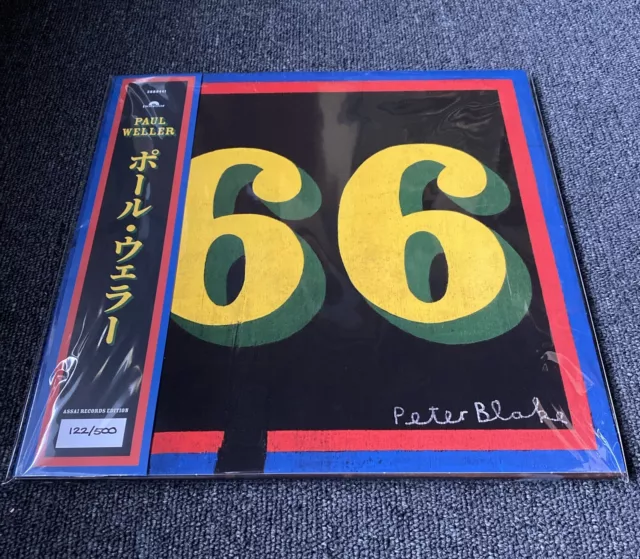 PAUL
WELLER
ポール・ウェラー
ASSAI RECORDS EDITION
122/500
66
Peter Blake